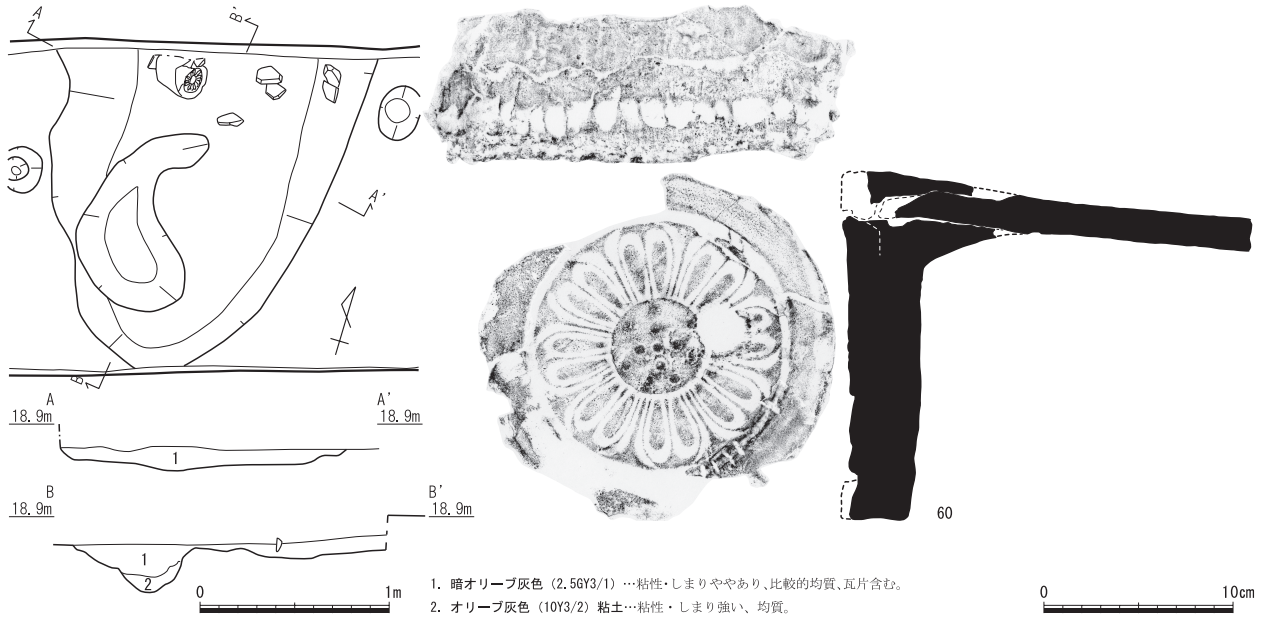 A
B'
A'
B
A A'
18.9m 18.9m
1
B B'
18.9m 18.9m
1
2
0 1m
60
1. 暗オリーブ灰色 (2.5GY3/1) …粘性・しまりややあり、比較的均質、瓦片含む。
2. オリーブ灰色 (10Y3/2) 粘土…粘性・しまり強い、均質。
0 10cm